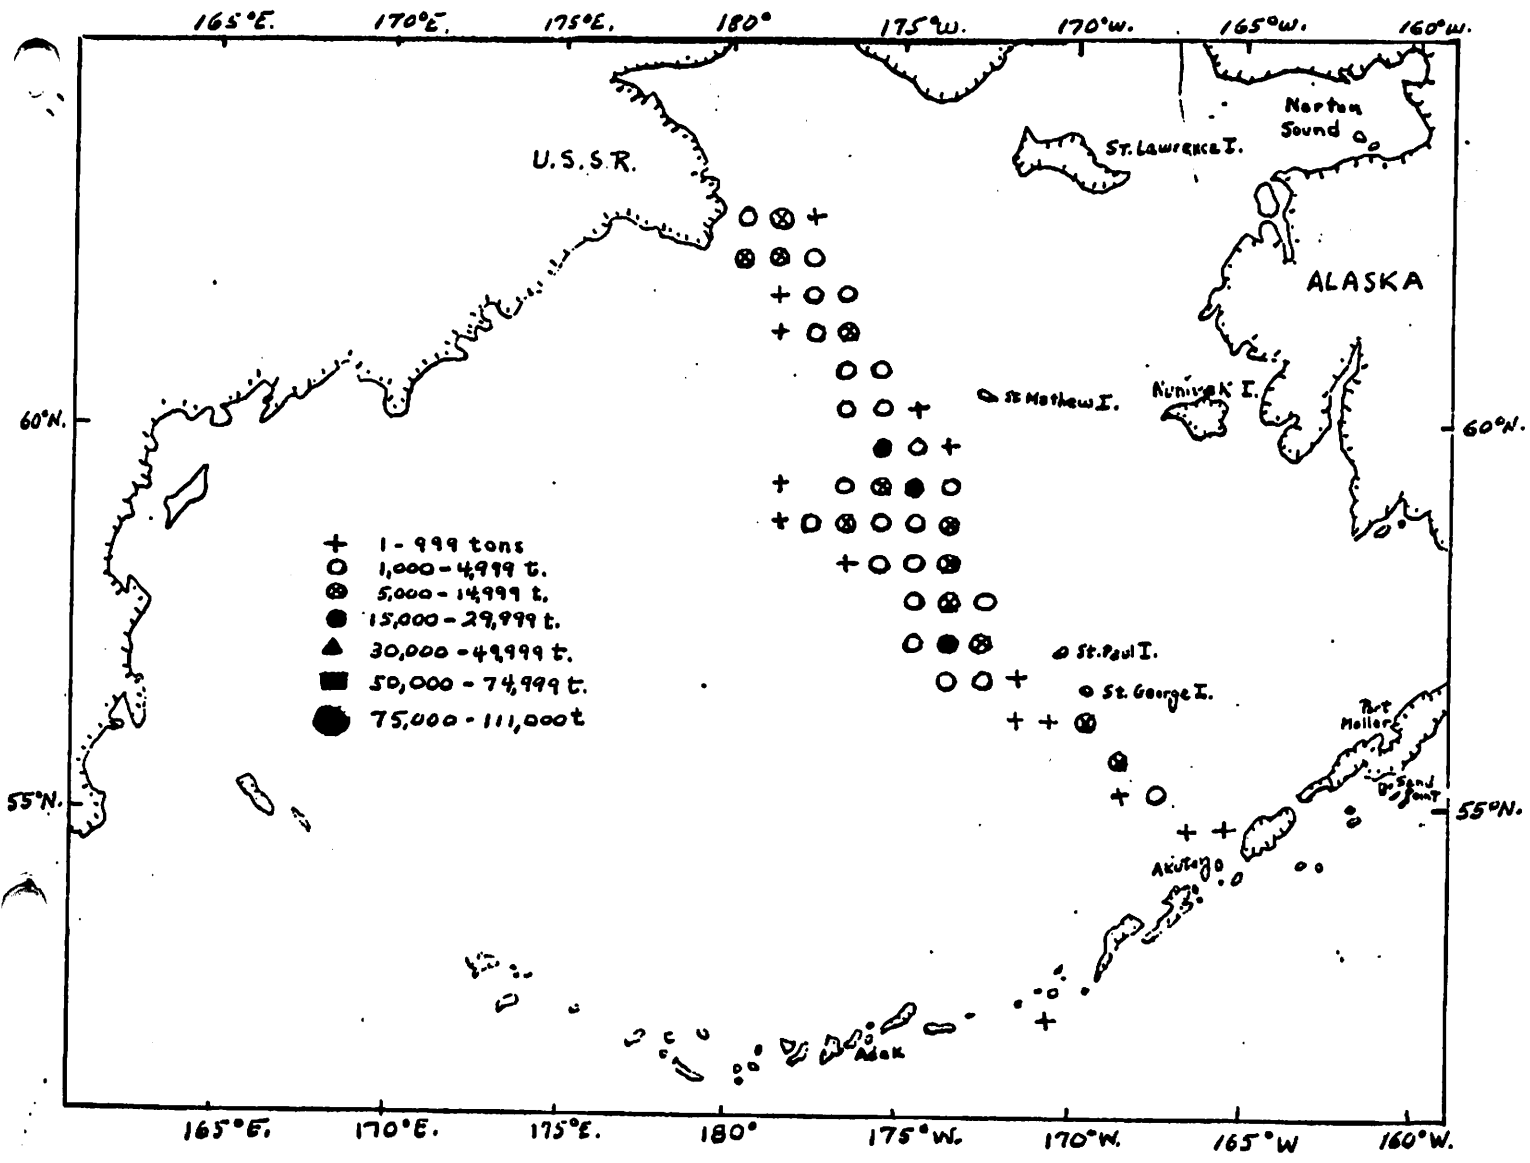 165°E. 170°E. 175°E. 180° 175°W. 170°W. 165°W. 160°W.
Norton
Sound
St. Lawrence I.
U.S.S.R.
ALASKA
St Mathew I.
Nunivak I.
60°N. 60°N.
+ 1-999 tons
1,000-4,999 t.
5,000-14,999 t.
15,000-29,999 t.
30,000-49,999 t.
50,000-74,999 t.
75,000-111,000t
St. Paul I.
St. George I.
Port
Moller
Sand
Point
55°N. 55°N.
Akutan
Adak
165°E. 170°E. 175°E. 180° 175°W. 170°W. 165°W 160°W.